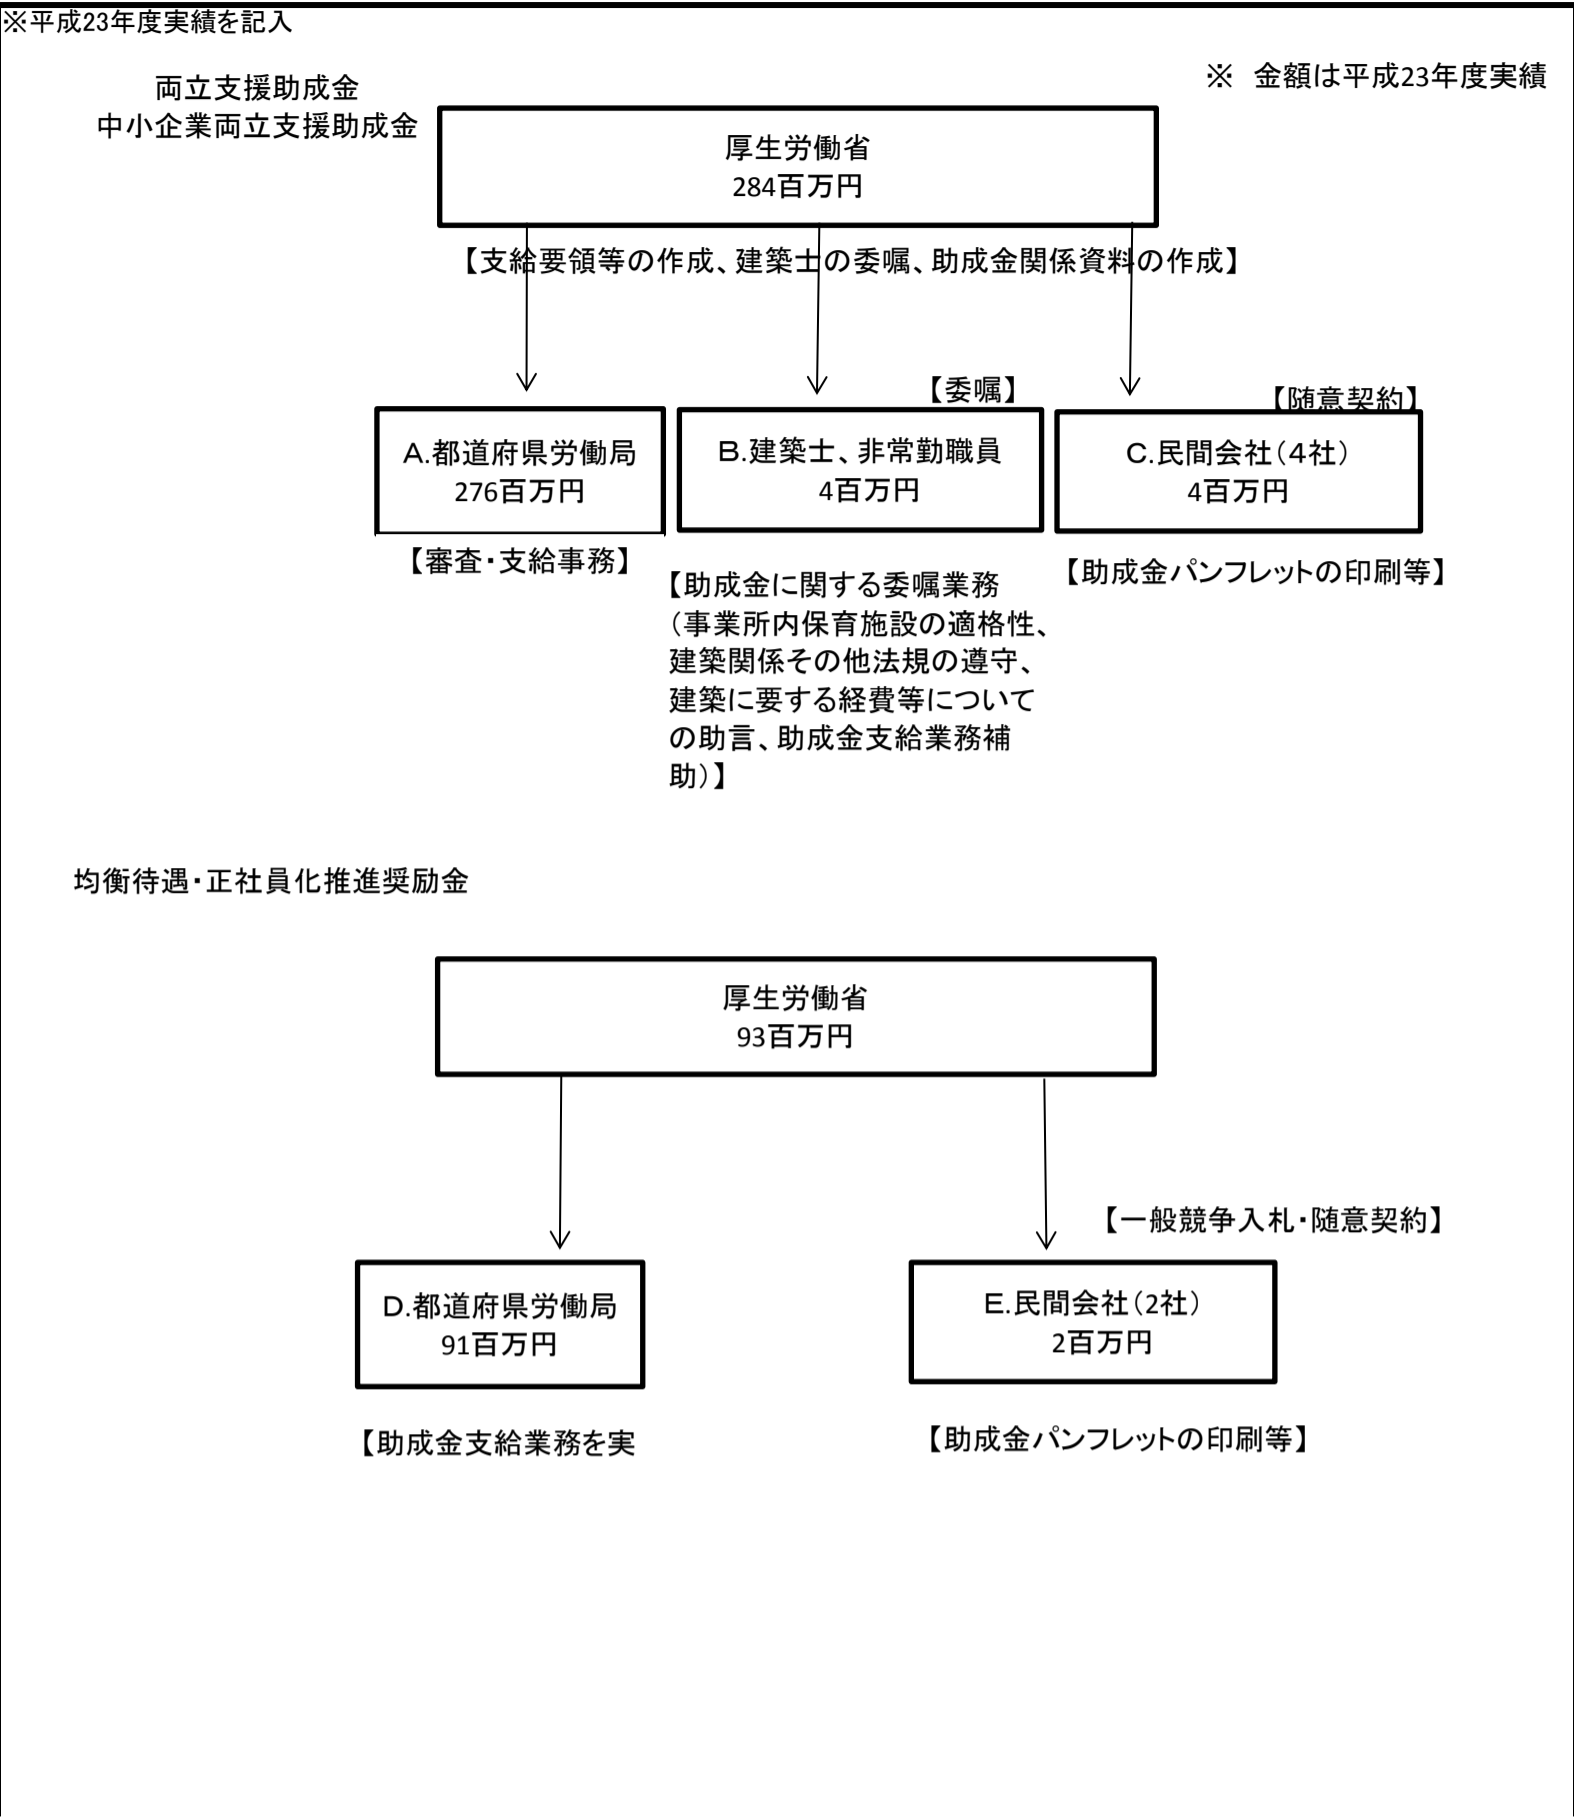 ※平成23年度実績を記入
※　金額は平成23年度実績
両立支援助成金
中小企業両立支援助成金
厚生労働省
284百万円
【支給要領等の作成、建築士の委嘱、助成金関係資料の作成】
【委嘱】
【随意契約】
A.都道府県労働局
276百万円
B.建築士、非常勤職員
4百万円
C.民間会社（4社）
4百万円
【審査・支給事務】
【助成金に関する委嘱業務
（事業所内保育施設の適格性、
建築関係その他法規の遵守、
建築に要する経費等について
の助言、助成金支給業務補
助）】
【助成金パンフレットの印刷等】
均衡待遇・正社員化推進奨励金
厚生労働省
93百万円
【一般競争入札・随意契約】
D.都道府県労働局
91百万円
E.民間会社（2社）
2百万円
【助成金支給業務を実
【助成金パンフレットの印刷等】